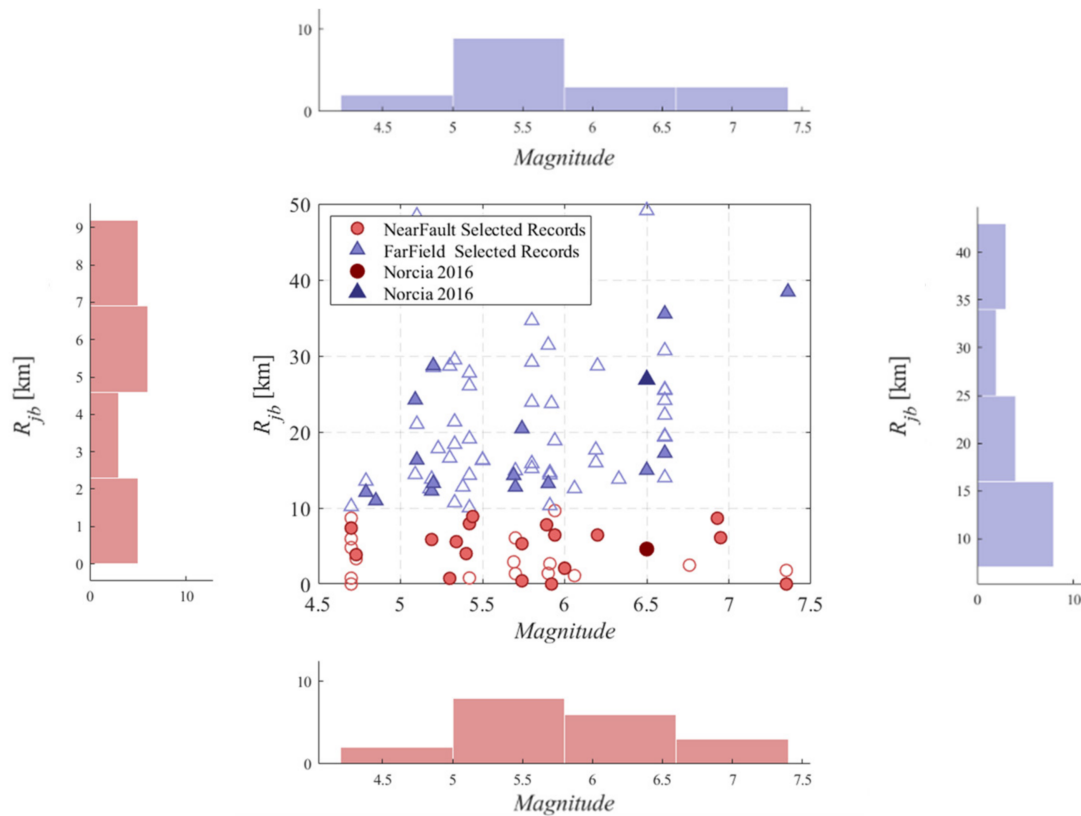 10
0
4.5 5 5.5 6 6.5 7 7.5
Magnitude
9
8
7
6
5
4
3
2
1
0
0 10
R_jb [km]
50
40
30
20
10
0
R_jb [km]
NearFault Selected Records
FarField Selected Records
Norcia 2016
Norcia 2016
4.5 5 5.5 6 6.5 7 7.5
Magnitude
40
35
30
25
20
15
10
0 10
R_jb [km]
10
0
4.5 5 5.5 6 6.5 7 7.5
Magnitude